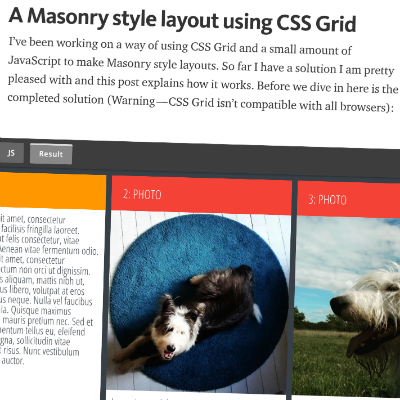 A Masonry style layout using CSS Grid
I've been working on a way of using CSS Grid and a small amount of
JavaScript to make Masonry style layouts. So far I have a solution I am pretty
pleased with and this post explains how it works. Before we dive in here is the
completed solution (Warning—CSS Grid isn't compatible with all browsers):
JS
Result
2: PHOTO
3: PHOTO
it amet, consectetur
facilisis fringilla laoreet.
t felis consectetur, vitae
Aenean vitae fermentum odio.
it amet, consectetur
ctum non orci ut dignissim.
s aliquam, mattis nibh ut,
us libero, volutpat at eros
us neque. Nulla vel faucibus
la. Quisque maximus
mauris pretium nec. Sed et
entum tellus eu, eleifend
gna, sollicitudin vitae
risus. Nunc vestibulum
auctor.